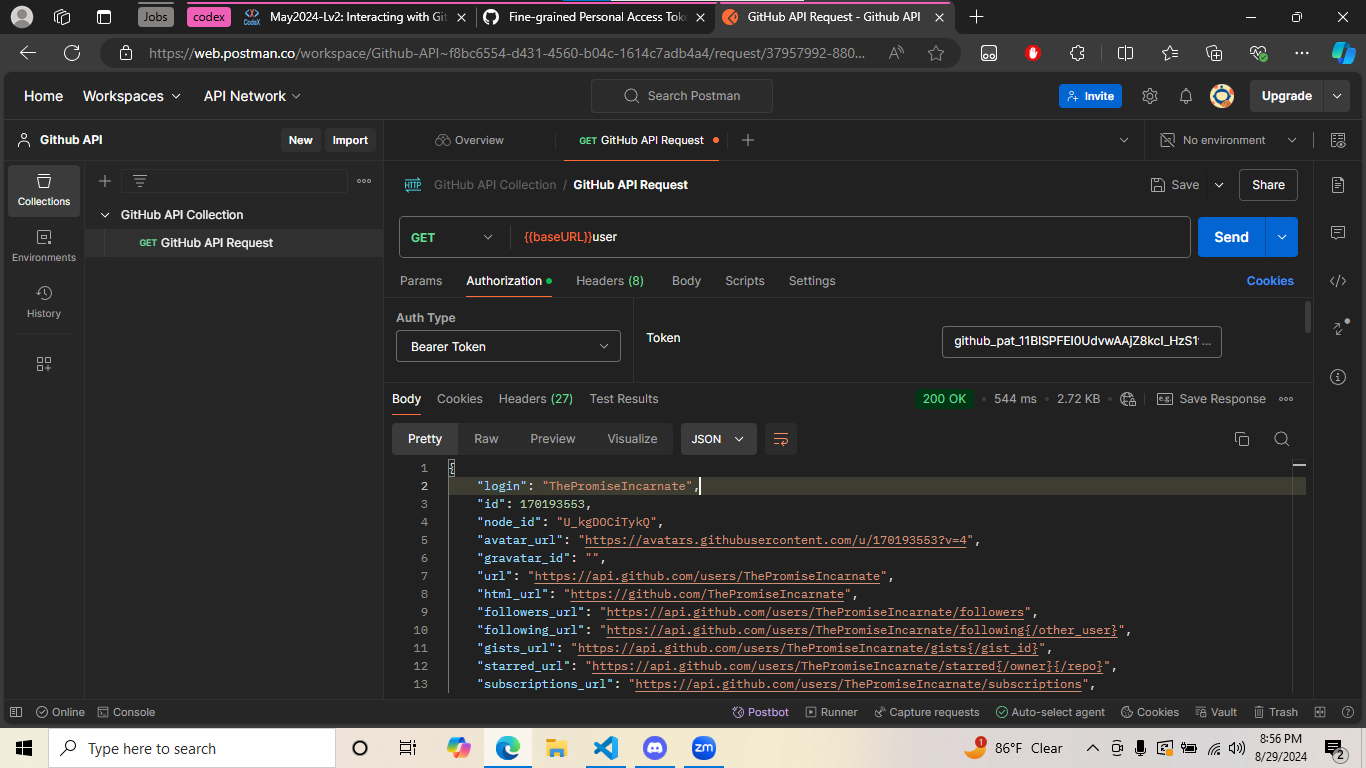 Jobs
codex
May2024-Lv2: Interacting with Git
Fine-grained Personal Access Toke
GitHub API Request - Github API
https://web.postman.co/workspace/Github-API~f8bc6554-d431-4560-b04c-1614c7adb4a4/request/37957992-880...
Home Workspaces API Network Search Postman Invite Upgrade
Github API New Import Overview GET GitHub API Request No environment
Collections
Environments
History
GitHub API Collection
GET GitHub API Request
HTTP GitHub API Collection / GitHub API Request Save Share
GET {{baseURL}}user Send
Params Authorization Headers (8) Body Scripts Settings Cookies
Auth Type
Bearer Token
Token
Body Cookies Headers (27) Test Results 200 OK 544 ms 2.72 KB Save Response
Pretty Raw Preview Visualize JSON
1 {
2 "login": "ThePromiseIncarnate",
3 "id": 170193553,
4 "node_id": "U_kgDOCiTykQ",
5 "avatar_url": "https://avatars.githubusercontent.com/u/170193553?v=4",
6 "gravatar_id": "",
7 "url": "https://api.github.com/users/ThePromiseIncarnate",
8 "html_url": "https://github.com/ThePromiseIncarnate",
9 "followers_url": "https://api.github.com/users/ThePromiseIncarnate/followers",
10 "following_url": "https://api.github.com/users/ThePromiseIncarnate/following{/other_user}",
11 "gists_url": "https://api.github.com/users/ThePromiseIncarnate/gists{/gist_id}",
12 "starred_url": "https://api.github.com/users/ThePromiseIncarnate/starred{/owner}{/repo}",
13 "subscriptions_url": "https://api.github.com/users/ThePromiseIncarnate/subscriptions",
Online Console Postbot Runner Capture requests Auto-select agent Cookies Vault Trash
Type here to search
zm
1
86°F Clear
8:56 PM
8/29/2024
2